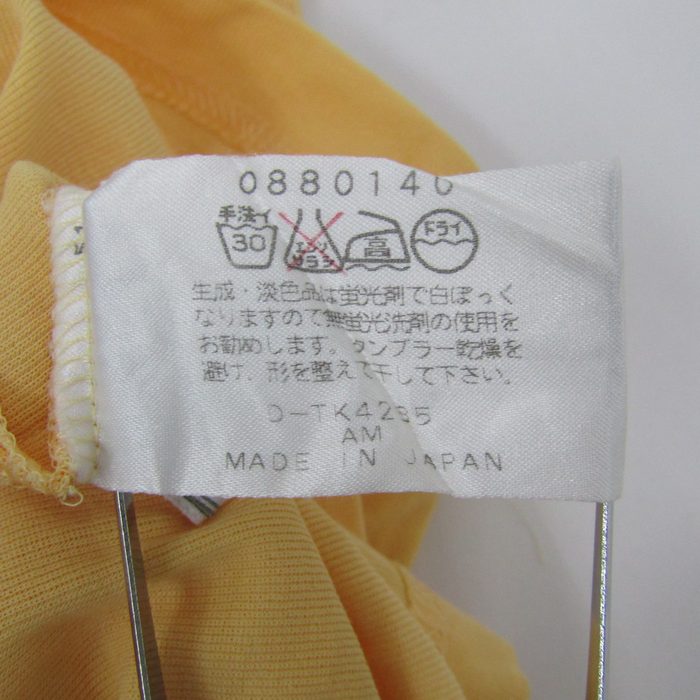 0880140
手洗イ
30
エンソ
サラシ
高
ドライ
生成・淡色品は蛍光剤で白ぽっく
なりますので無蛍光洗剤の使用を
お勧めします。タンブラー乾燥を
避け、形を整えて干して下さい。
D-TK4235
AM
MADE IN JAPAN